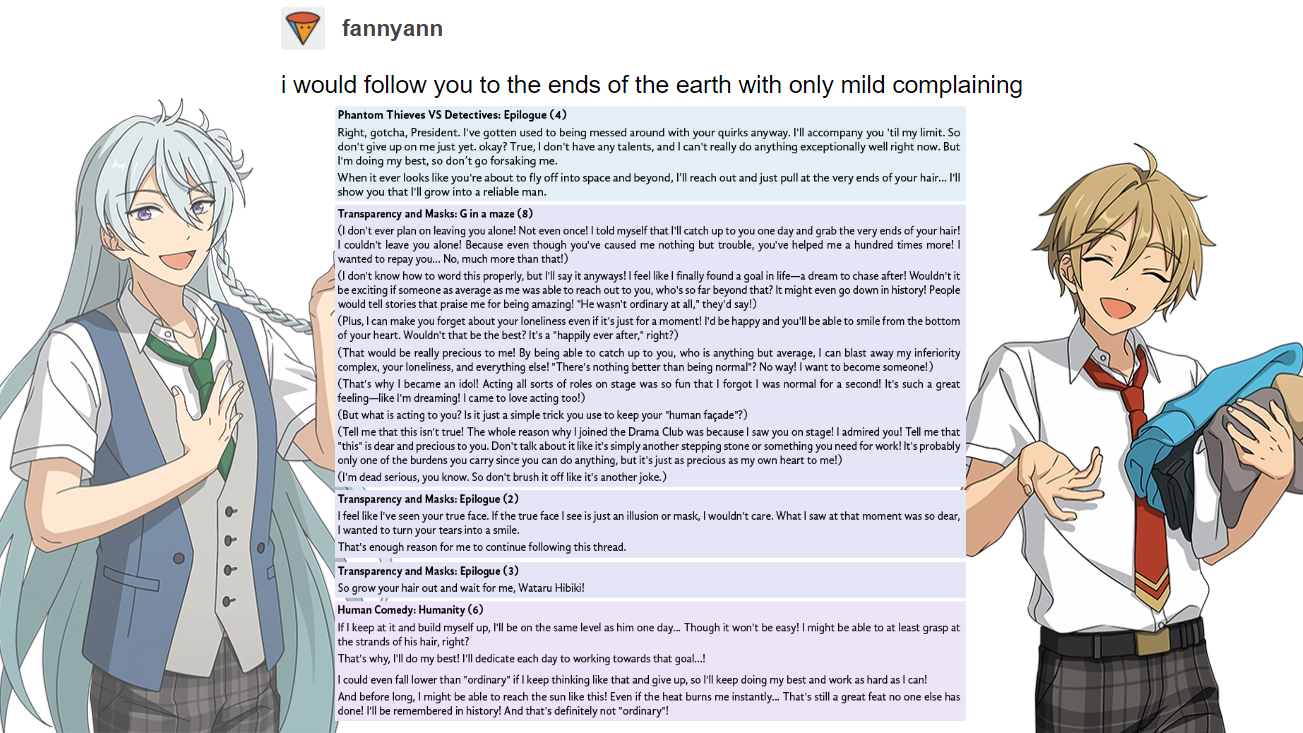 fannyann
i would follow you to the ends of the earth with only mild complaining
Phantom Thieves VS Detectives: Epilogue (4)
Right, gotcha, President. I've gotten used to being messed around with your quirks anyway. I'll accompany you 'til my limit. So
don't give up on me just yet. okay? True, I don't have any talents, and I can't really do anything exceptionally well right now. But
I'm doing my best, so don't go forsaking me.
When it ever looks like you're about to fly off into space and beyond, I'll reach out and just pull at the very ends of your hair... I'll
show you that I'll grow into a reliable man.
Transparency and Masks: G in a maze (8)
(I don't ever plan on leaving you alone! Not even once! I told myself that I'll catch up to you one day and grab the very ends of your hair!
I couldn't leave you alone! Because even though you've caused me nothing but trouble, you've helped me a hundred times more! I
wanted to repay you... No, much more than that!)
(I don't know how to word this properly, but I'll say it anyways! I feel like I finally found a goal in life—a dream to chase after! Wouldn't it
be exciting if someone as average as me was able to reach out to you, who's so far beyond that? It might even go down in history! People
would tell stories that praise me for being amazing! "He wasn't ordinary at all," they'd say!)
(Plus, I can make you forget about your loneliness even if it's just for a moment! I'd be happy and you'll be able to smile from the bottom
of your heart. Wouldn't that be the best? It's a "happily ever after," right?)
(That would be really precious to me! By being able to catch up to you, who is anything but average, I can blast away my inferiority
complex, your loneliness, and everything else! "There's nothing better than being normal"? No way! I want to become someone!)
(That's why I became an idol! Acting all sorts of roles on stage was so fun that I forgot I was normal for a second! It's such a great
feeling—like I'm dreaming! I came to love acting too!)
(But what is acting to you? Is it just a simple trick you use to keep your "human façade"?)
(Tell me that this isn't true! The whole reason why I joined the Drama Club was because I saw you on stage! I admired you! Tell me that
"this" is dear and precious to you. Don't talk about it like it's simply another stepping stone or something you need for work! It's probably
only one of the burdens you carry since you can do anything, but it's just as precious as my own heart to me!)
(I'm dead serious, you know. So don't brush it off like it's another joke.)
Transparency and Masks: Epilogue (2)
I feel like I've seen your true face. If the true face I see is just an illusion or mask, I wouldn't care. What I saw at that moment was so dear,
I wanted to turn your tears into a smile.
That's enough reason for me to continue following this thread.
Transparency and Masks: Epilogue (3)
So grow your hair out and wait for me, Wataru Hibiki!
Human Comedy: Humanity (6)
If I keep at it and build myself up, I'll be on the same level as him one day... Though it won't be easy! I might be able to at least grasp at
the strands of his hair, right?
That's why, I'll do my best! I'll dedicate each day to working towards that goal...!
I could even fall lower than "ordinary" if I keep thinking like that and give up, so I'll keep doing my best and work as hard as I can!
And before long, I might be able to reach the sun like this! Even if the heat burns me instantly... That's still a great feat no one else has
done! I'll be remembered in history! And that's definitely not "ordinary"!